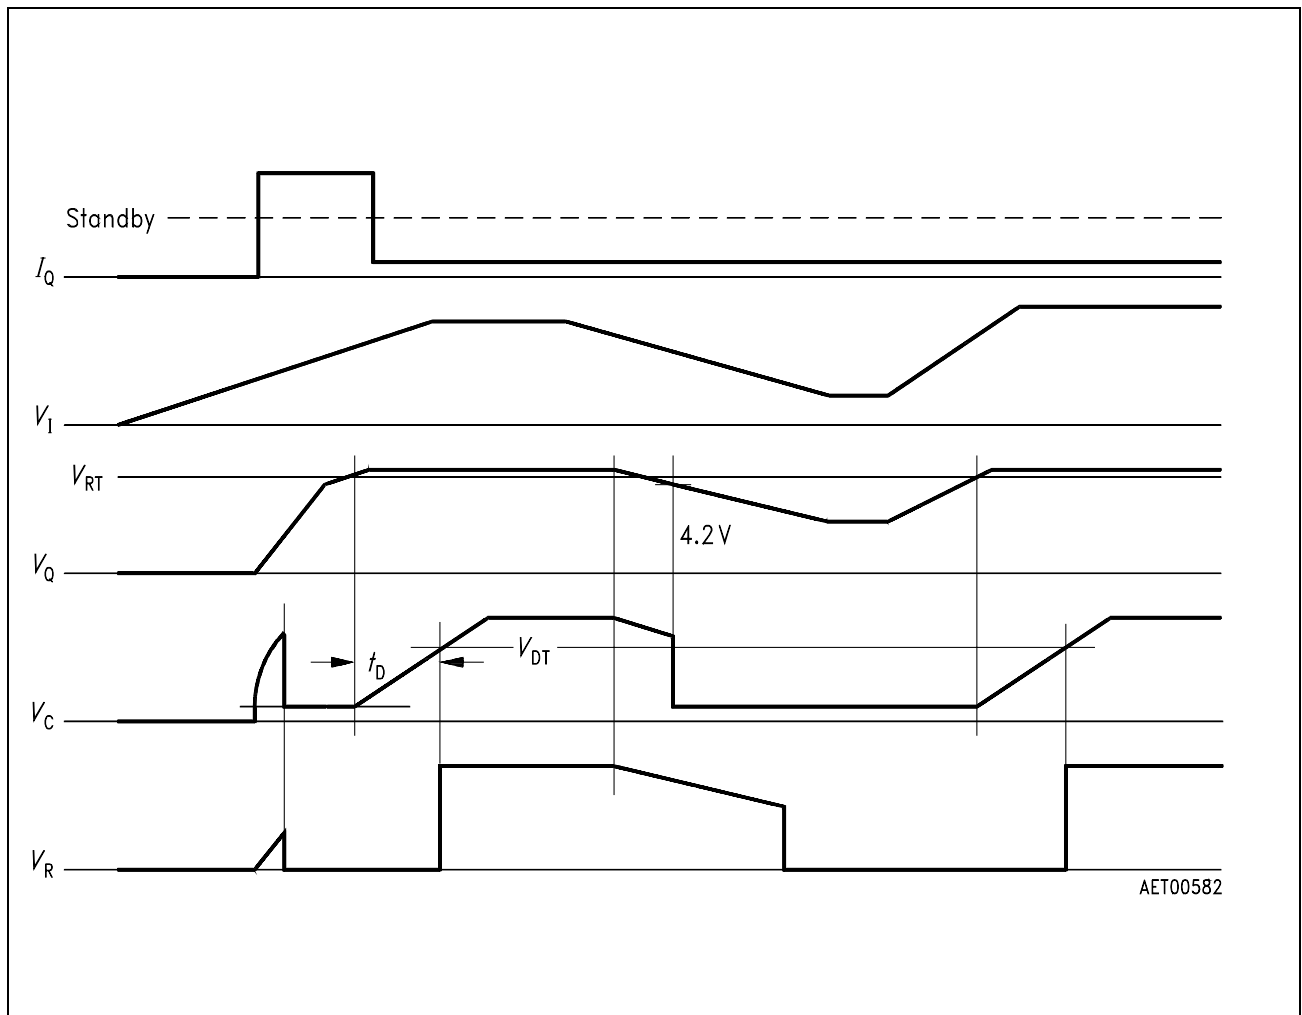 Standby
I_Q
V_I
V_RT
4.2 V
V_Q
t_D
V_DT
V_C
V_R
AET00582